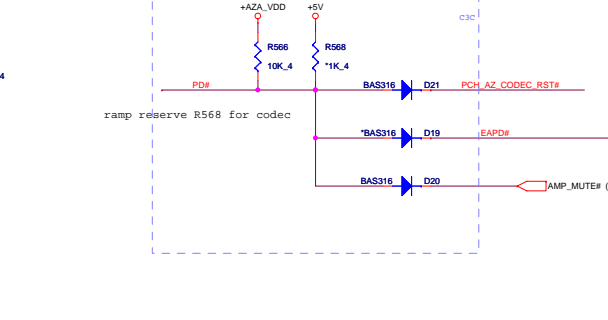 +AZA_VDD
+5V
C3C
R566
R568
10K_4
*1K_4
4
PD#
BAS316
D21
PCH_AZ_CODEC_RST#
ramp reserve R568 for codec
*BAS316
D19
EAPD#
BAS316
D20
AMP_MUTE# (